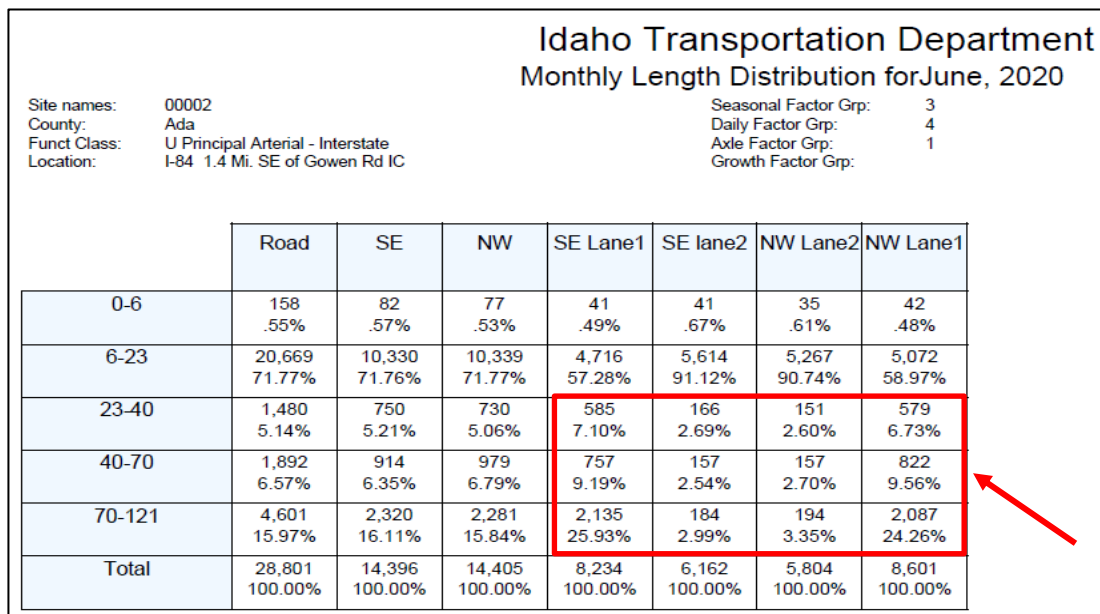 Idaho Transportation Department
Monthly Length Distribution forJune, 2020
Site names: 00002 Seasonal Factor Grp: 3
County: Ada Daily Factor Grp: 4
Funct Class: U Principal Arterial - Interstate Axle Factor Grp: 1
Location: I-84 1.4 Mi. SE of Gowen Rd IC Growth Factor Grp:
Road SE NW SE Lane1 SE lane2 NW Lane2 NW Lane1
0-6 158 82 77 41 41 35 42
.55% .57% .53% .49% .67% .61% .48%
6-23 20,669 10,330 10,339 4,716 5,614 5,267 5,072
71.77% 71.76% 71.77% 57.28% 91.12% 90.74% 58.97%
23-40 1,480 750 730 585 166 151 579
5.14% 5.21% 5.06% 7.10% 2.69% 2.60% 6.73%
40-70 1,892 914 979 757 157 157 822
6.57% 6.35% 6.79% 9.19% 2.54% 2.70% 9.56%
70-121 4,601 2,320 2,281 2,135 184 194 2,087
15.97% 16.11% 15.84% 25.93% 2.99% 3.35% 24.26%
Total 28,801 14,396 14,405 8,234 6,162 5,804 8,601
100.00% 100.00% 100.00% 100.00% 100.00% 100.00% 100.00%